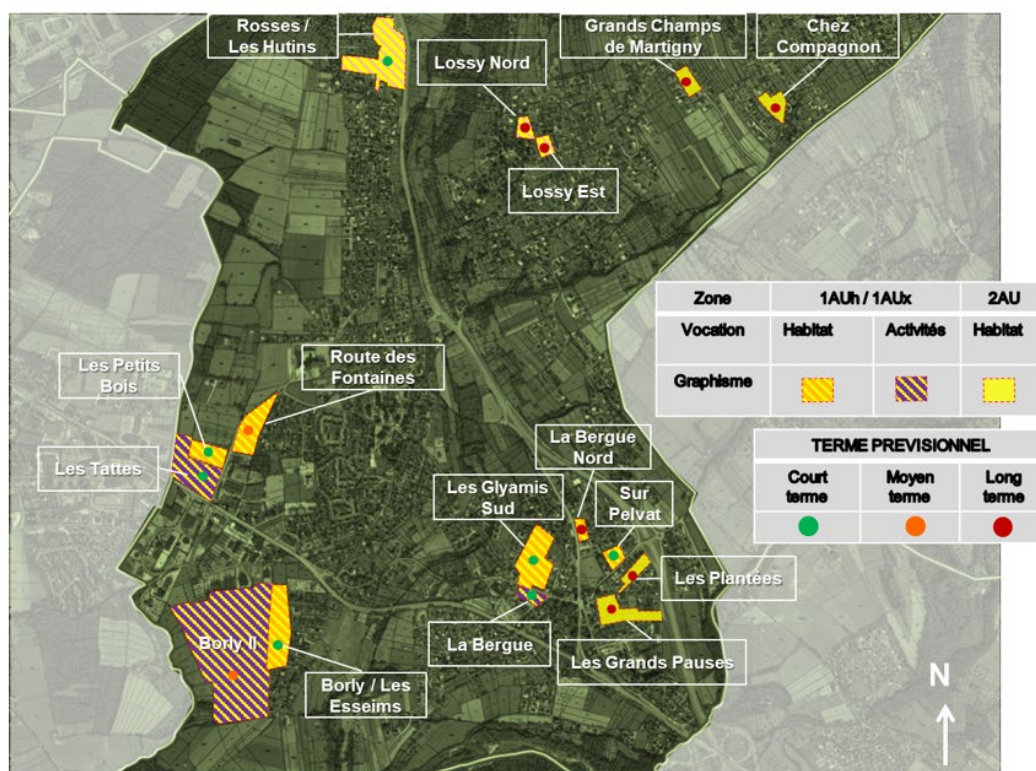 Rosses /
Les Hutins
Lossy Nord
Grands Champs
de Martigny
Chez
Compagnon
Lossy Est
Zone 1AUh / 1AUx 2AU
Vocation Habitat Activités Habitat
Graphisme
TERME PREVISIONNEL
Court
terme
Moyen
terme
Long
terme
Les Petits
Bois
Route des
Fontaines
Les Tattes
La Bergue
Nord
Les Glyamis
Sud
Sur
Pelvat
Les Plantées
La Bergue
Les Grands Pauses
Borly II
Borly / Les
Esseims
N